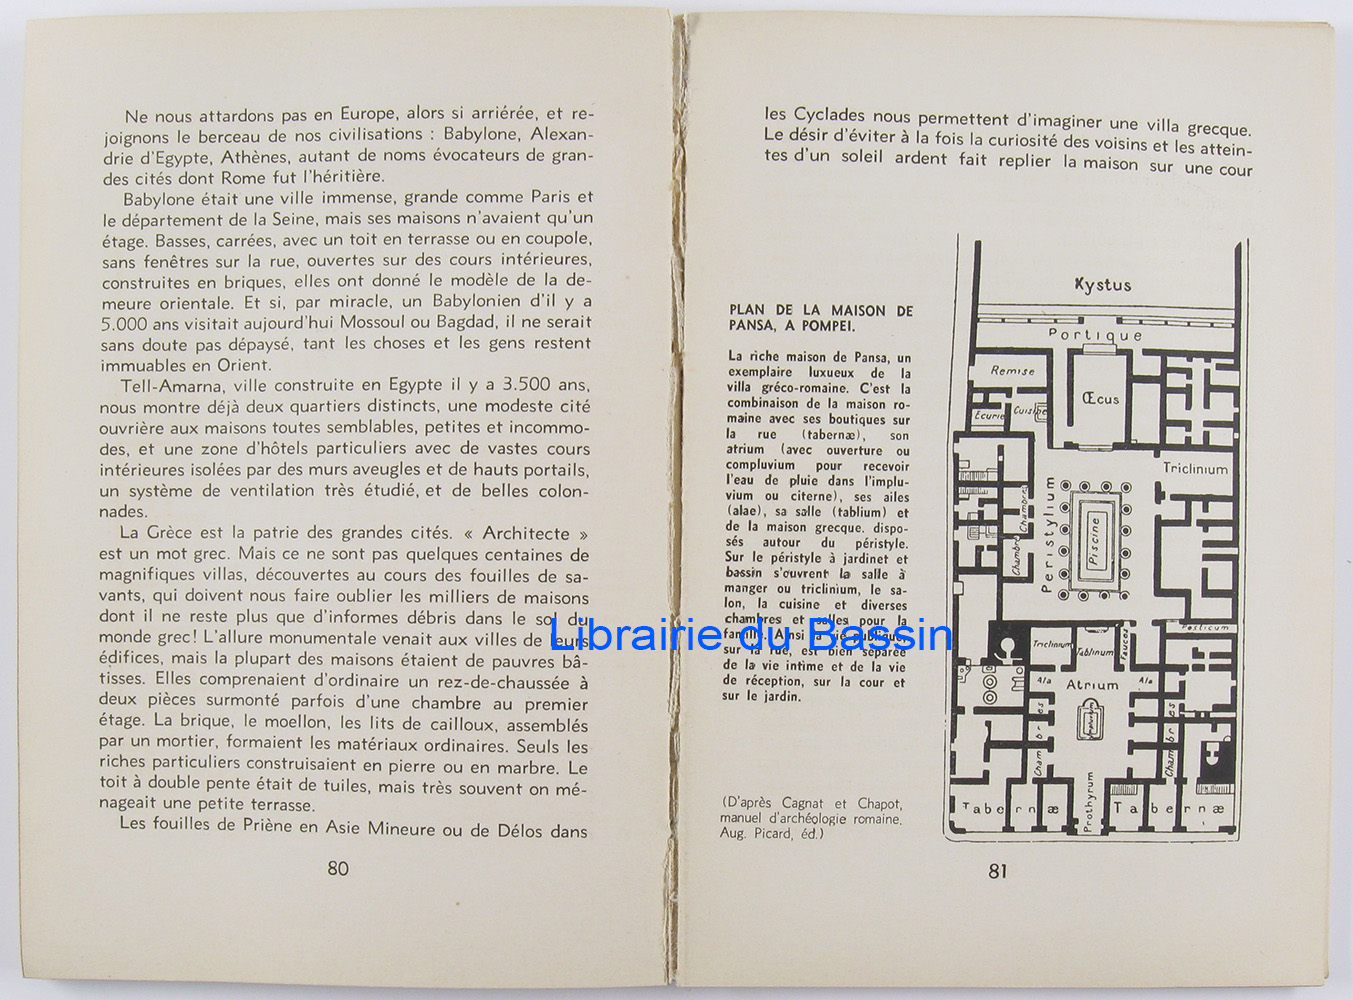 Ne nous attardons pas en Europe, alors si arriérée, et re-
joignons le berceau de nos civilisations : Babylone, Alexan-
drie d'Egypte, Athènes, autant de noms évocateurs de gran-
des cités dont Rome fut l'héritière.
Babylone était une ville immense, grande comme Paris et
le département de la Seine, mais ses maisons n'avaient qu'un
étage. Basses, carrées, avec un toit en terrasse ou en coupole,
sans fenêtres sur la rue, ouvertes sur des cours intérieures,
construites en briques, elles ont donné le modèle de la de-
meure orientale. Et si, par miracle, un Babylonien d'il y a
5.000 ans visitait aujourd'hui Mossoul ou Bagdad, il ne serait
sans doute pas dépaysé, tant les choses et les gens restent
immuables en Orient.
Tell-Amarna, ville construite en Egypte il y a 3.500 ans,
nous montre déjà deux quartiers distincts, une modeste cité
ouvrière aux maisons toutes semblables, petites et incommo-
des, et une zone d'hôtels particuliers avec de vastes cours
intérieures isolées par des murs aveugles et de hauts portails,
un système de ventilation très étudié, et de belles colon-
nades.
La Grèce est la patrie des grandes cités. « Architecte »
est un mot grec. Mais ce ne sont pas quelques centaines de
magnifiques villas, découvertes au cours des fouilles de sa-
vants, qui doivent nous faire oublier les milliers de maisons
dont il ne reste plus que d'informes débris dans le sol du
monde grec! L'allure monumentale venait aux villes de leurs
édifices, mais la plupart des maisons étaient de pauvres bâ-
tisses. Elles comprenaient d'ordinaire un rez-de-chaussée à
deux pièces surmonté parfois d'une chambre au premier
étage. La brique, le moellon, les lits de cailloux, assemblés
par un mortier, formaient les matériaux ordinaires. Seuls les
riches particuliers construisaient en pierre ou en marbre. Le
toit à double pente était de tuiles, mais très souvent on mé-
nageait une petite terrasse.
Les fouilles de Priène en Asie Mineure ou de Délos dans
80
les Cyclades nous permettent d'imaginer une villa grecque.
Le désir d'éviter à la fois la curiosité des voisins et les attein-
tes d'un soleil ardent fait replier la maison sur une cour
PLAN DE LA MAISON DE
PANSA, A POMPEI.
La riche maison de Pansa, un
exemplaire luxueux de la
villa gréco-romaine. C'est la
combinaison de la maison ro-
maine avec ses boutiques sur
la rue (tabernæ), son
atrium (avec ouverture ou
compluvium pour recevoir
l'eau de pluie dans l'implu-
vium ou citerne), ses ailes
(alae), sa salle (tablium) et
de la maison grecque. dispo-
sés autour du péristyle.
Sur le péristyle à jardinet et
bassin s'ouvrent la salle à
manger ou triclinium, le sa-
lon, la cuisine et diverses
chambres et salles pour la
famille. Ainsi la vie publique,
sur la rue, est bien séparée
de la vie intime et de la vie
de réception, sur la cour et
sur le jardin.
(D'après Cagnat et Chapot,
manuel d'archéologie romaine.
Aug. Picard, éd.)
Xystus
Portique
Remise
Œcus
Ecurie
Cuisine
Triclinium
Chambre
Chambre
Peristylium
Piscine
Posticum
Triclinium
Tablinum
Fauces
Ala
Atrium
Ala
Chambres
Chambres
Tabernæ
Prothyrum
Tabernæ
81
Librairie du Bassin